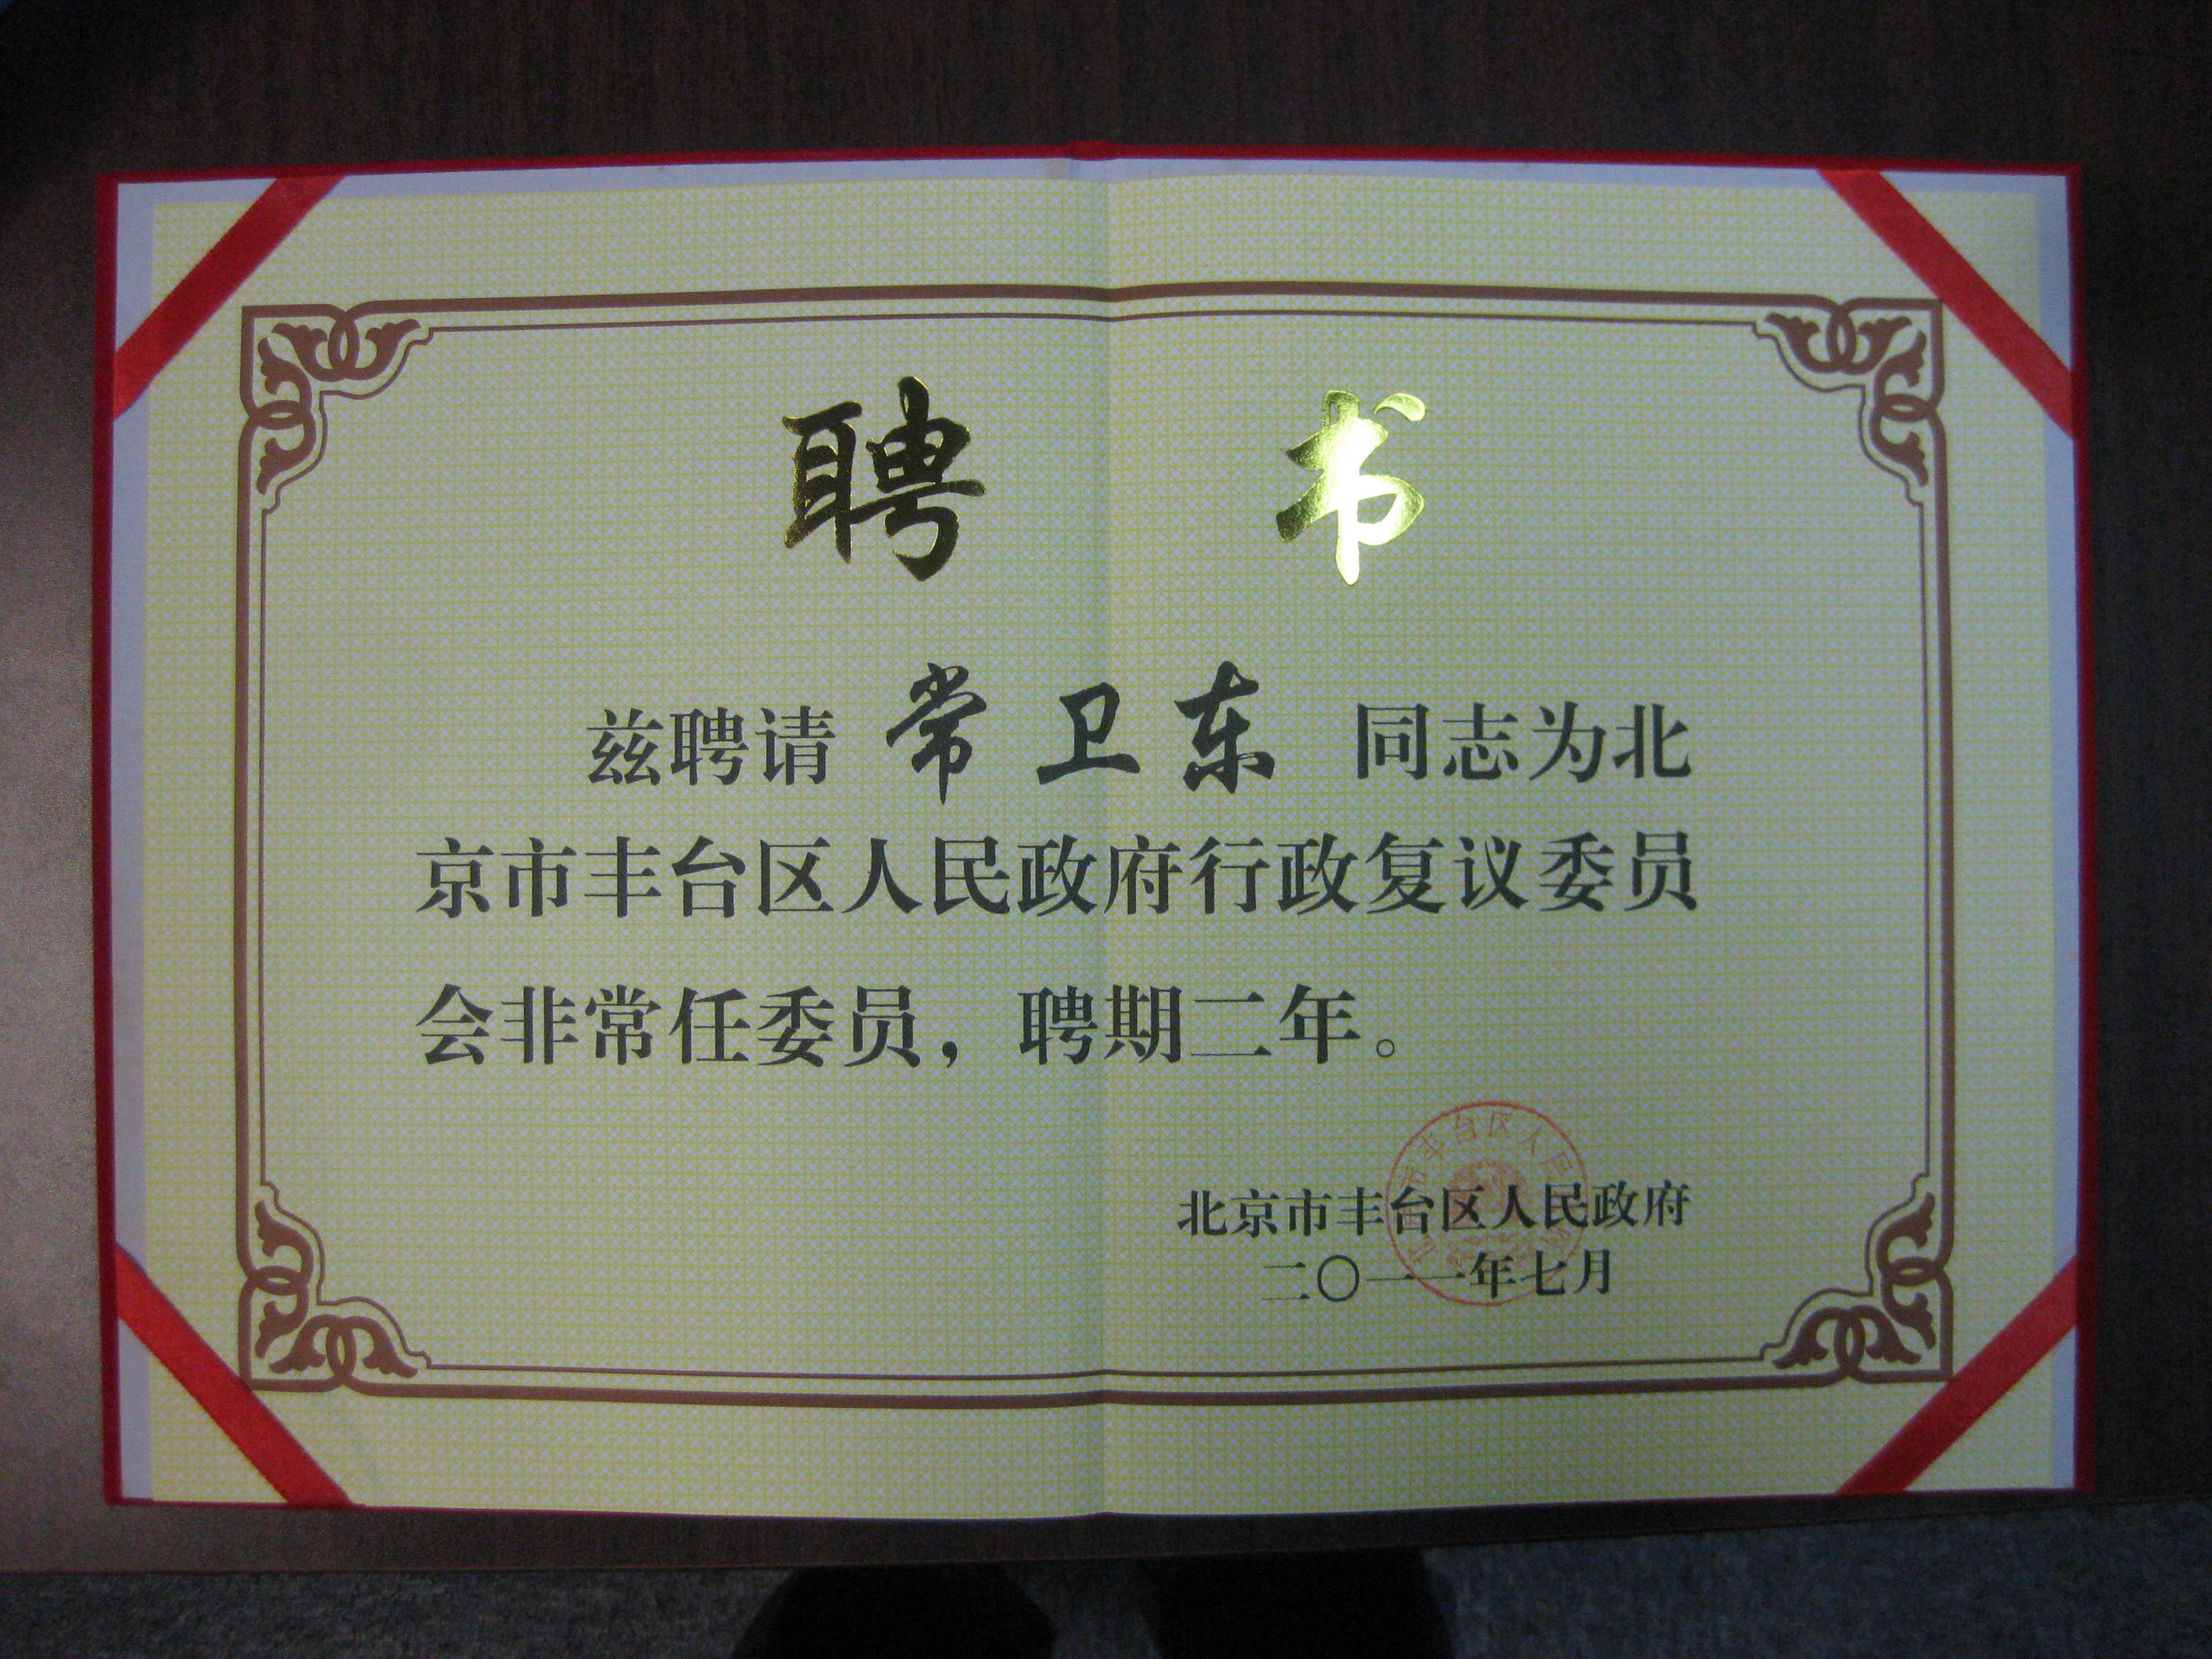 聘 书
兹聘请 常卫东 同志为北
京市丰台区人民政府行政复议委员
会非常任委员，聘期二年。
北京市丰台区人民政府
二〇一一年七月